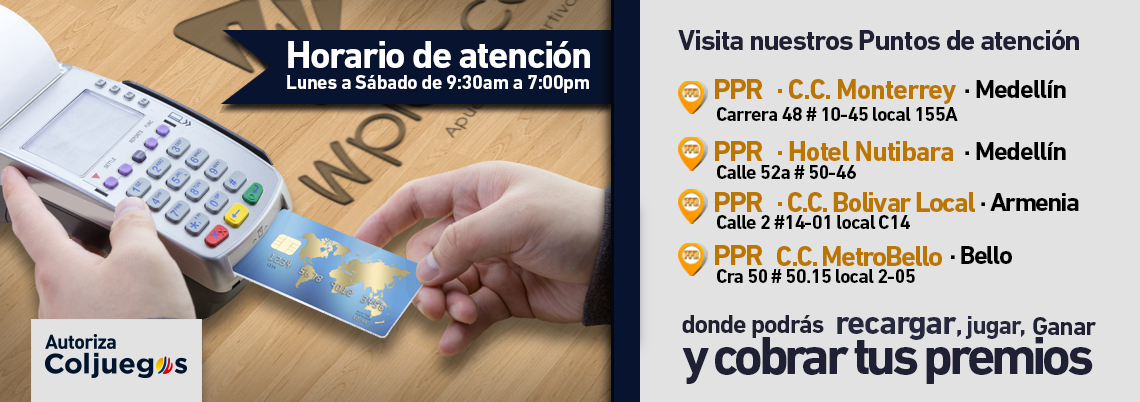 Horario de atención
Lunes a Sábado de 9:30am a 7:00pm
Autoriza
Coljuegos
Visita nuestros Puntos de atención
PPR · C.C. Monterrey · Medellín
Carrera 48 # 10-45 local 155A
PPR · Hotel Nutibara · Medellín
Calle 52a # 50-46
PPR · C.C. Bolivar Local · Armenia
Calle 2 #14-01 local C14
PPR C.C. MetroBello · Bello
Cra 50 # 50.15 local 2-05
donde podrás recargar, jugar, Ganar
y cobrar tus premios